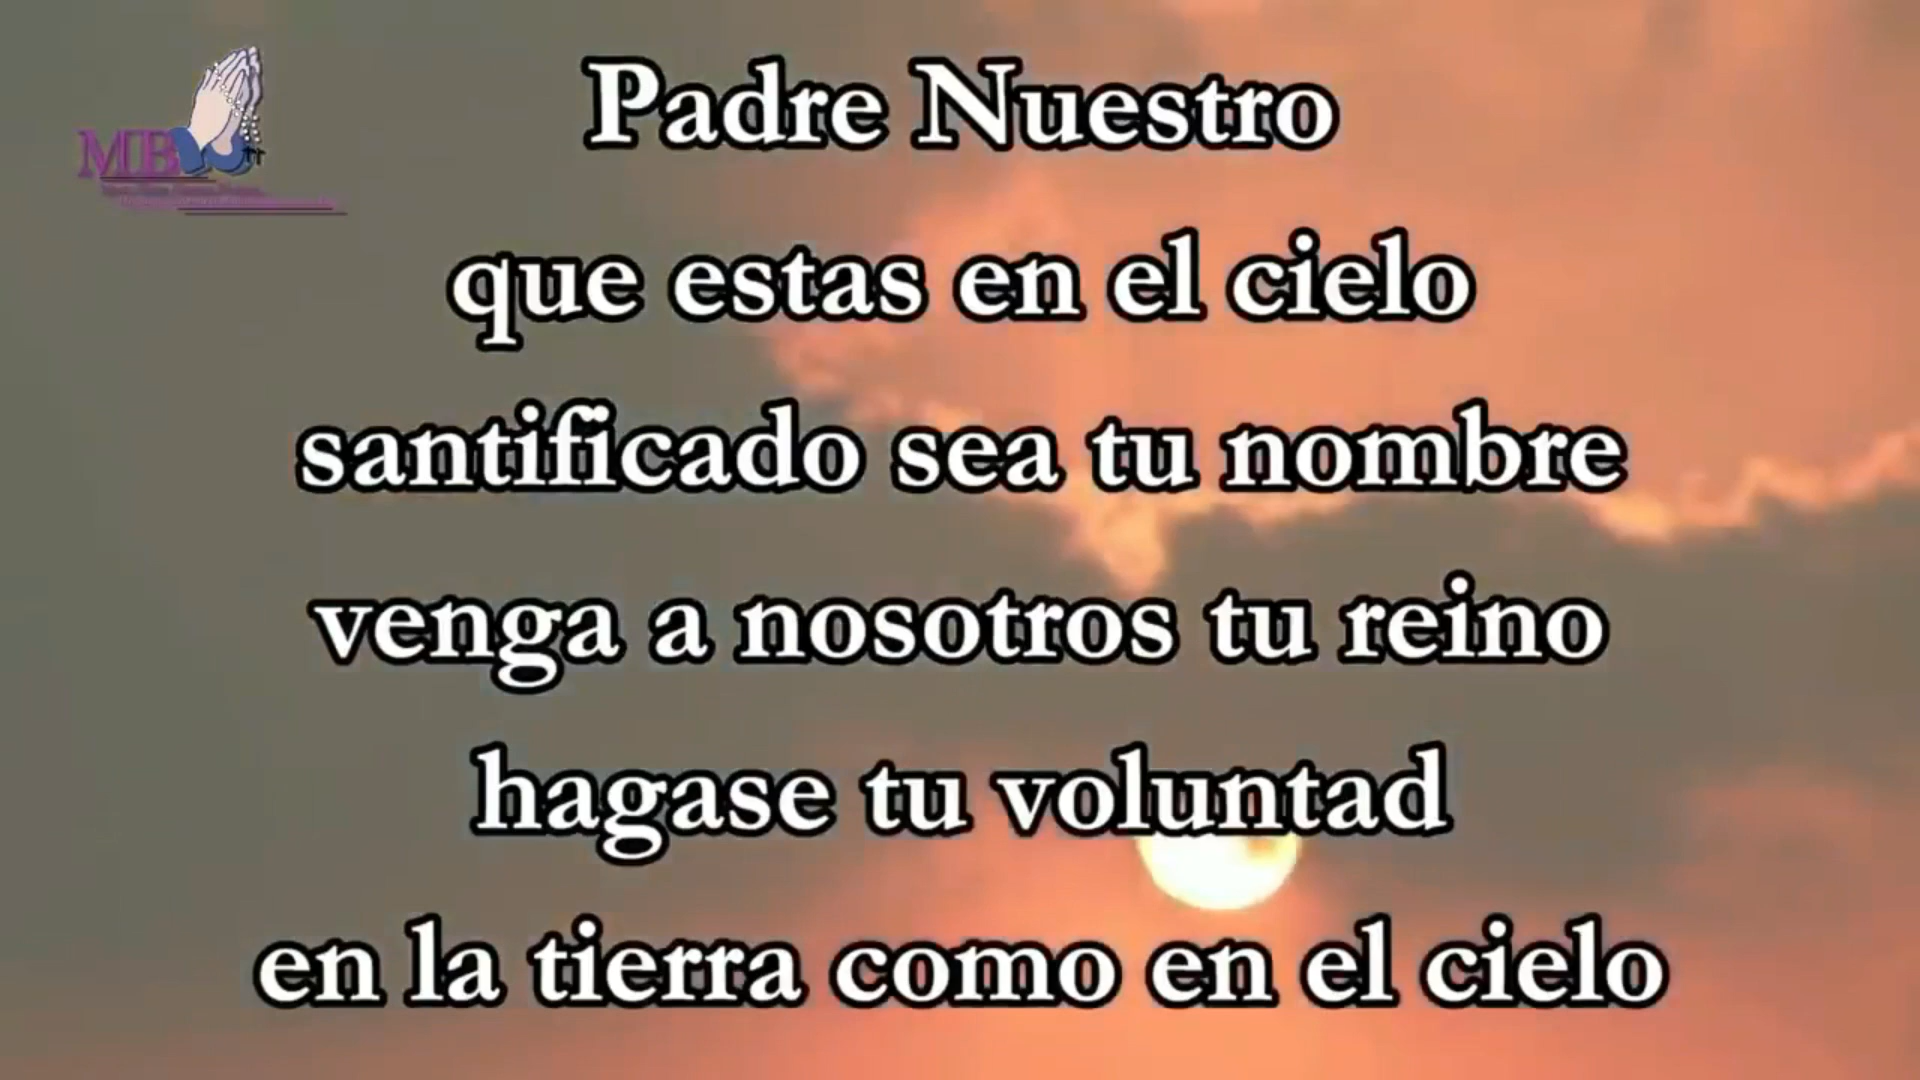 MB
Padre Nuestro
que estas en el cielo
santificado sea tu nombre
venga a nosotros tu reino
hagase tu voluntad
en la tierra como en el cielo